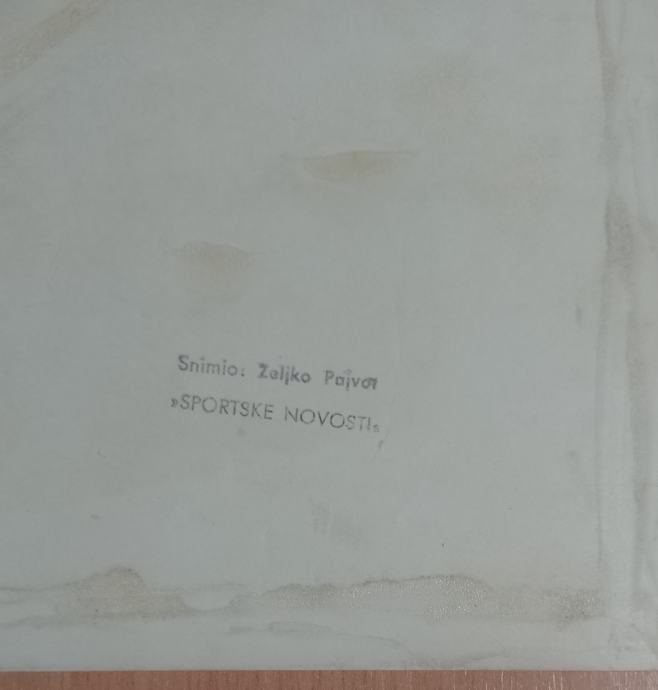 Snimio: Željko Pajvot
»SPORTSKE NOVOSTI«